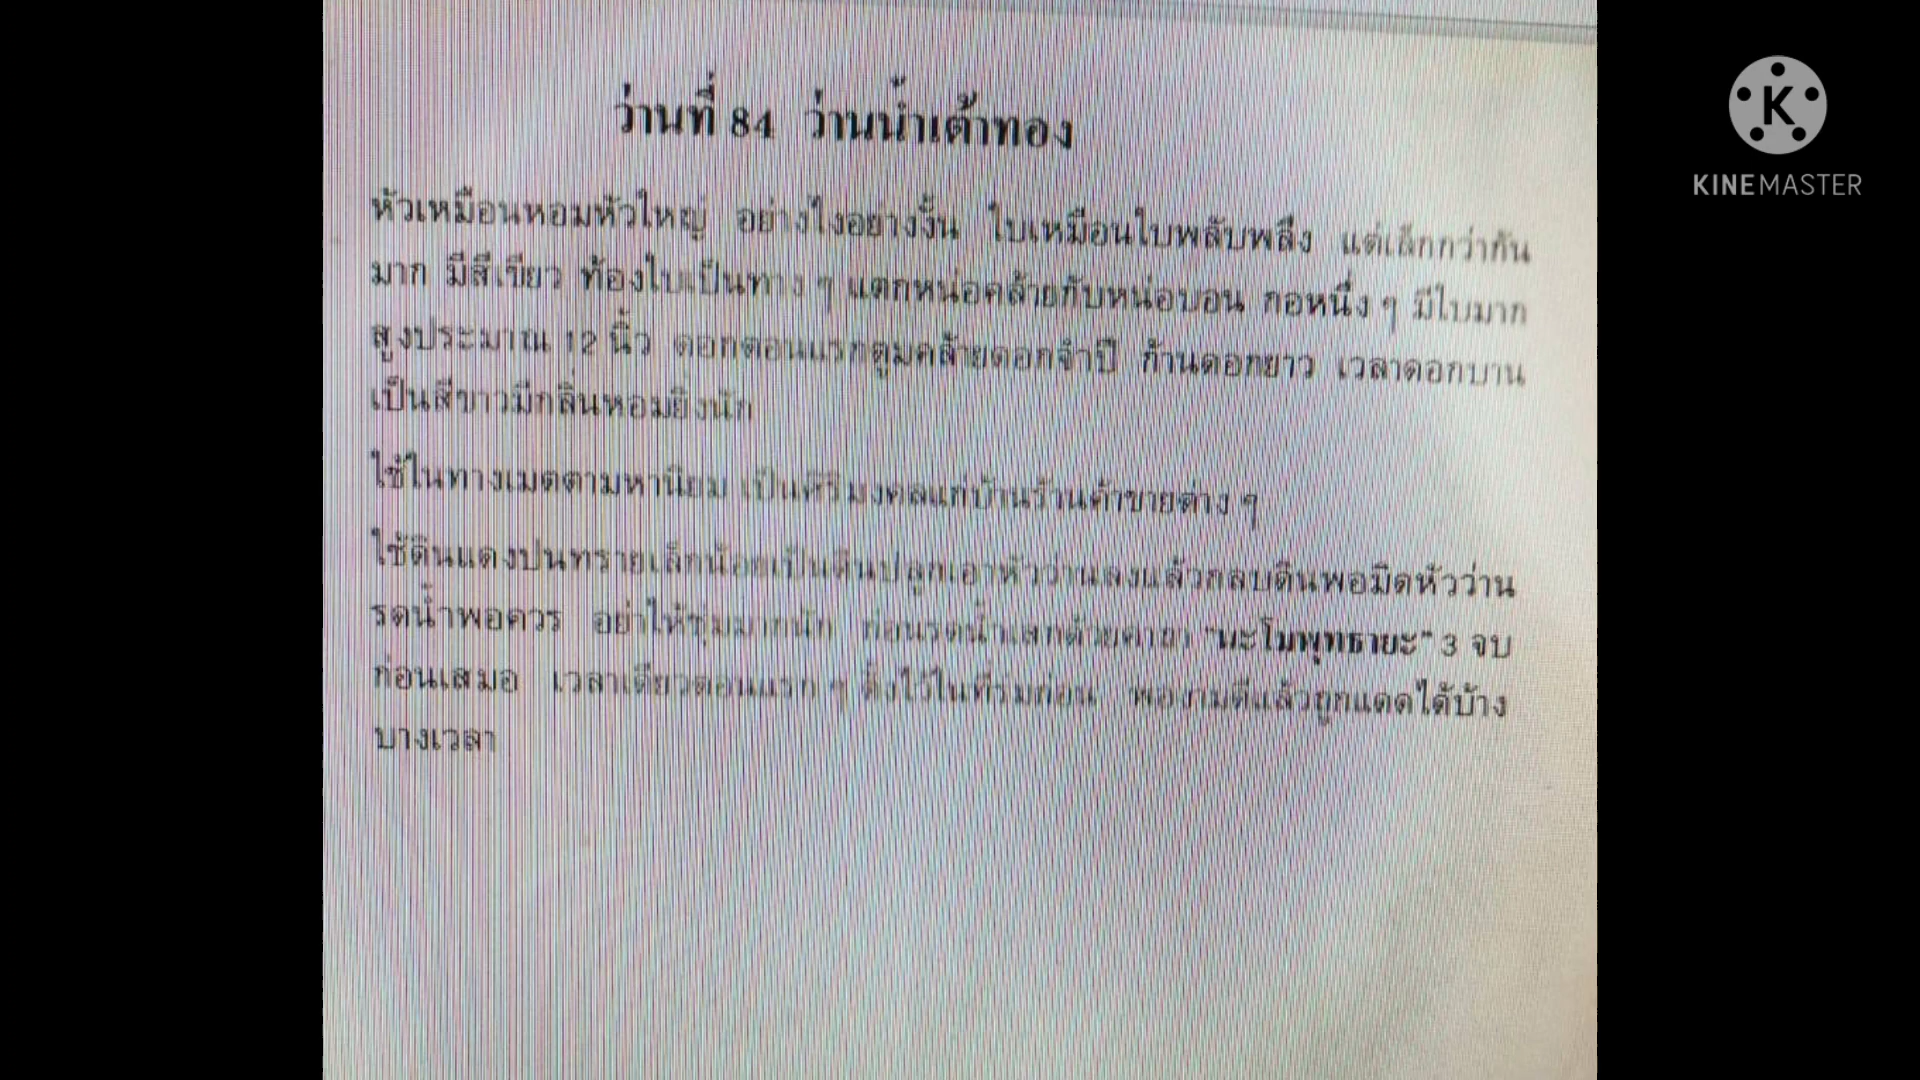 ว่านที่ 84 ว่านน้ำเต้าทอง
หัวเหมือนหอมหัวใหญ่ อย่างไงอย่างงั้น ใบเหมือนใบพลับพลึง แต่เล็กกว่ากัน
มาก มีสีเขียว ท้องใบเป็นทาง ๆ แตกหน่อคล้ายกับหน่อบอน กอหนึ่ง ๆ มีใบมาก
สูงประมาณ 12 นิ้ว ดอกตอนแรกตูมคล้ายดอกจำปี ก้านดอกยาว เวลาดอกบาน
เป็นสีขาวมีกลิ่นหอมยิ่งนัก
ใช้ในทางเมตตามหานิยม เป็นศิริมงคลแก่บ้านร้านค้าขายต่าง ๆ
ใช้ดินแดงปนทรายเล็กน้อยเป็นดินปลูกเอาหัวว่านลงแล้วกลบดินพอมิดหัวว่าน
รดน้ำพอควร อย่าให้ชุ่มมากนัก ก่อนรดน้ำเสกด้วยคาถา "นะโมพุทธายะ" 3 จบ
ก่อนเสมอ เวลาเดียวตอนแรก ๆ ตั้งไว้ในที่ร่มก่อน พองามดีแล้วถูกแดดได้บ้าง
บางเวลา
KINEMASTER